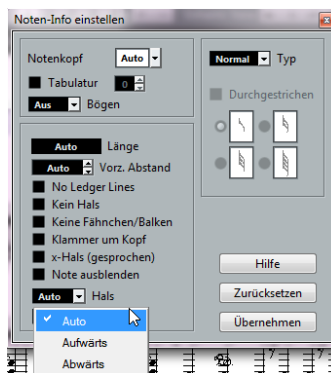 Noten-Info einstellen
Notenkopf Auto
Tabulatur 0
Aus Bögen
Normal Typ
Durchgestrichen
Auto Länge
Auto Vorz. Abstand
No Ledger Lines
Kein Hals
Keine Fähnchen/Balken
Klammer um Kopf
x-Hals (gesprochen)
Note ausblenden
Auto Hals
Auto
Aufwärts
Abwärts
Hilfe
Zurücksetzen
Übernehmen